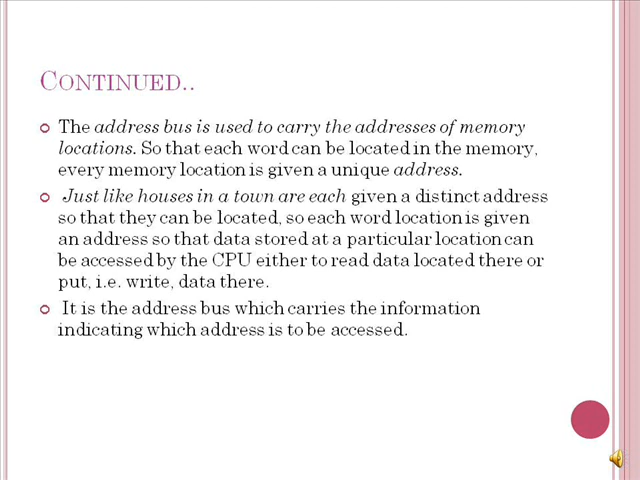 CONTINUED..
The address bus is used to carry the addresses of memory
locations. So that each word can be located in the memory,
every memory location is given a unique address.
Just like houses in a town are each given a distinct address
so that they can be located, so each word location is given
an address so that data stored at a particular location can
be accessed by the CPU either to read data located there or
put, i.e. write, data there.
It is the address bus which carries the information
indicating which address is to be accessed.